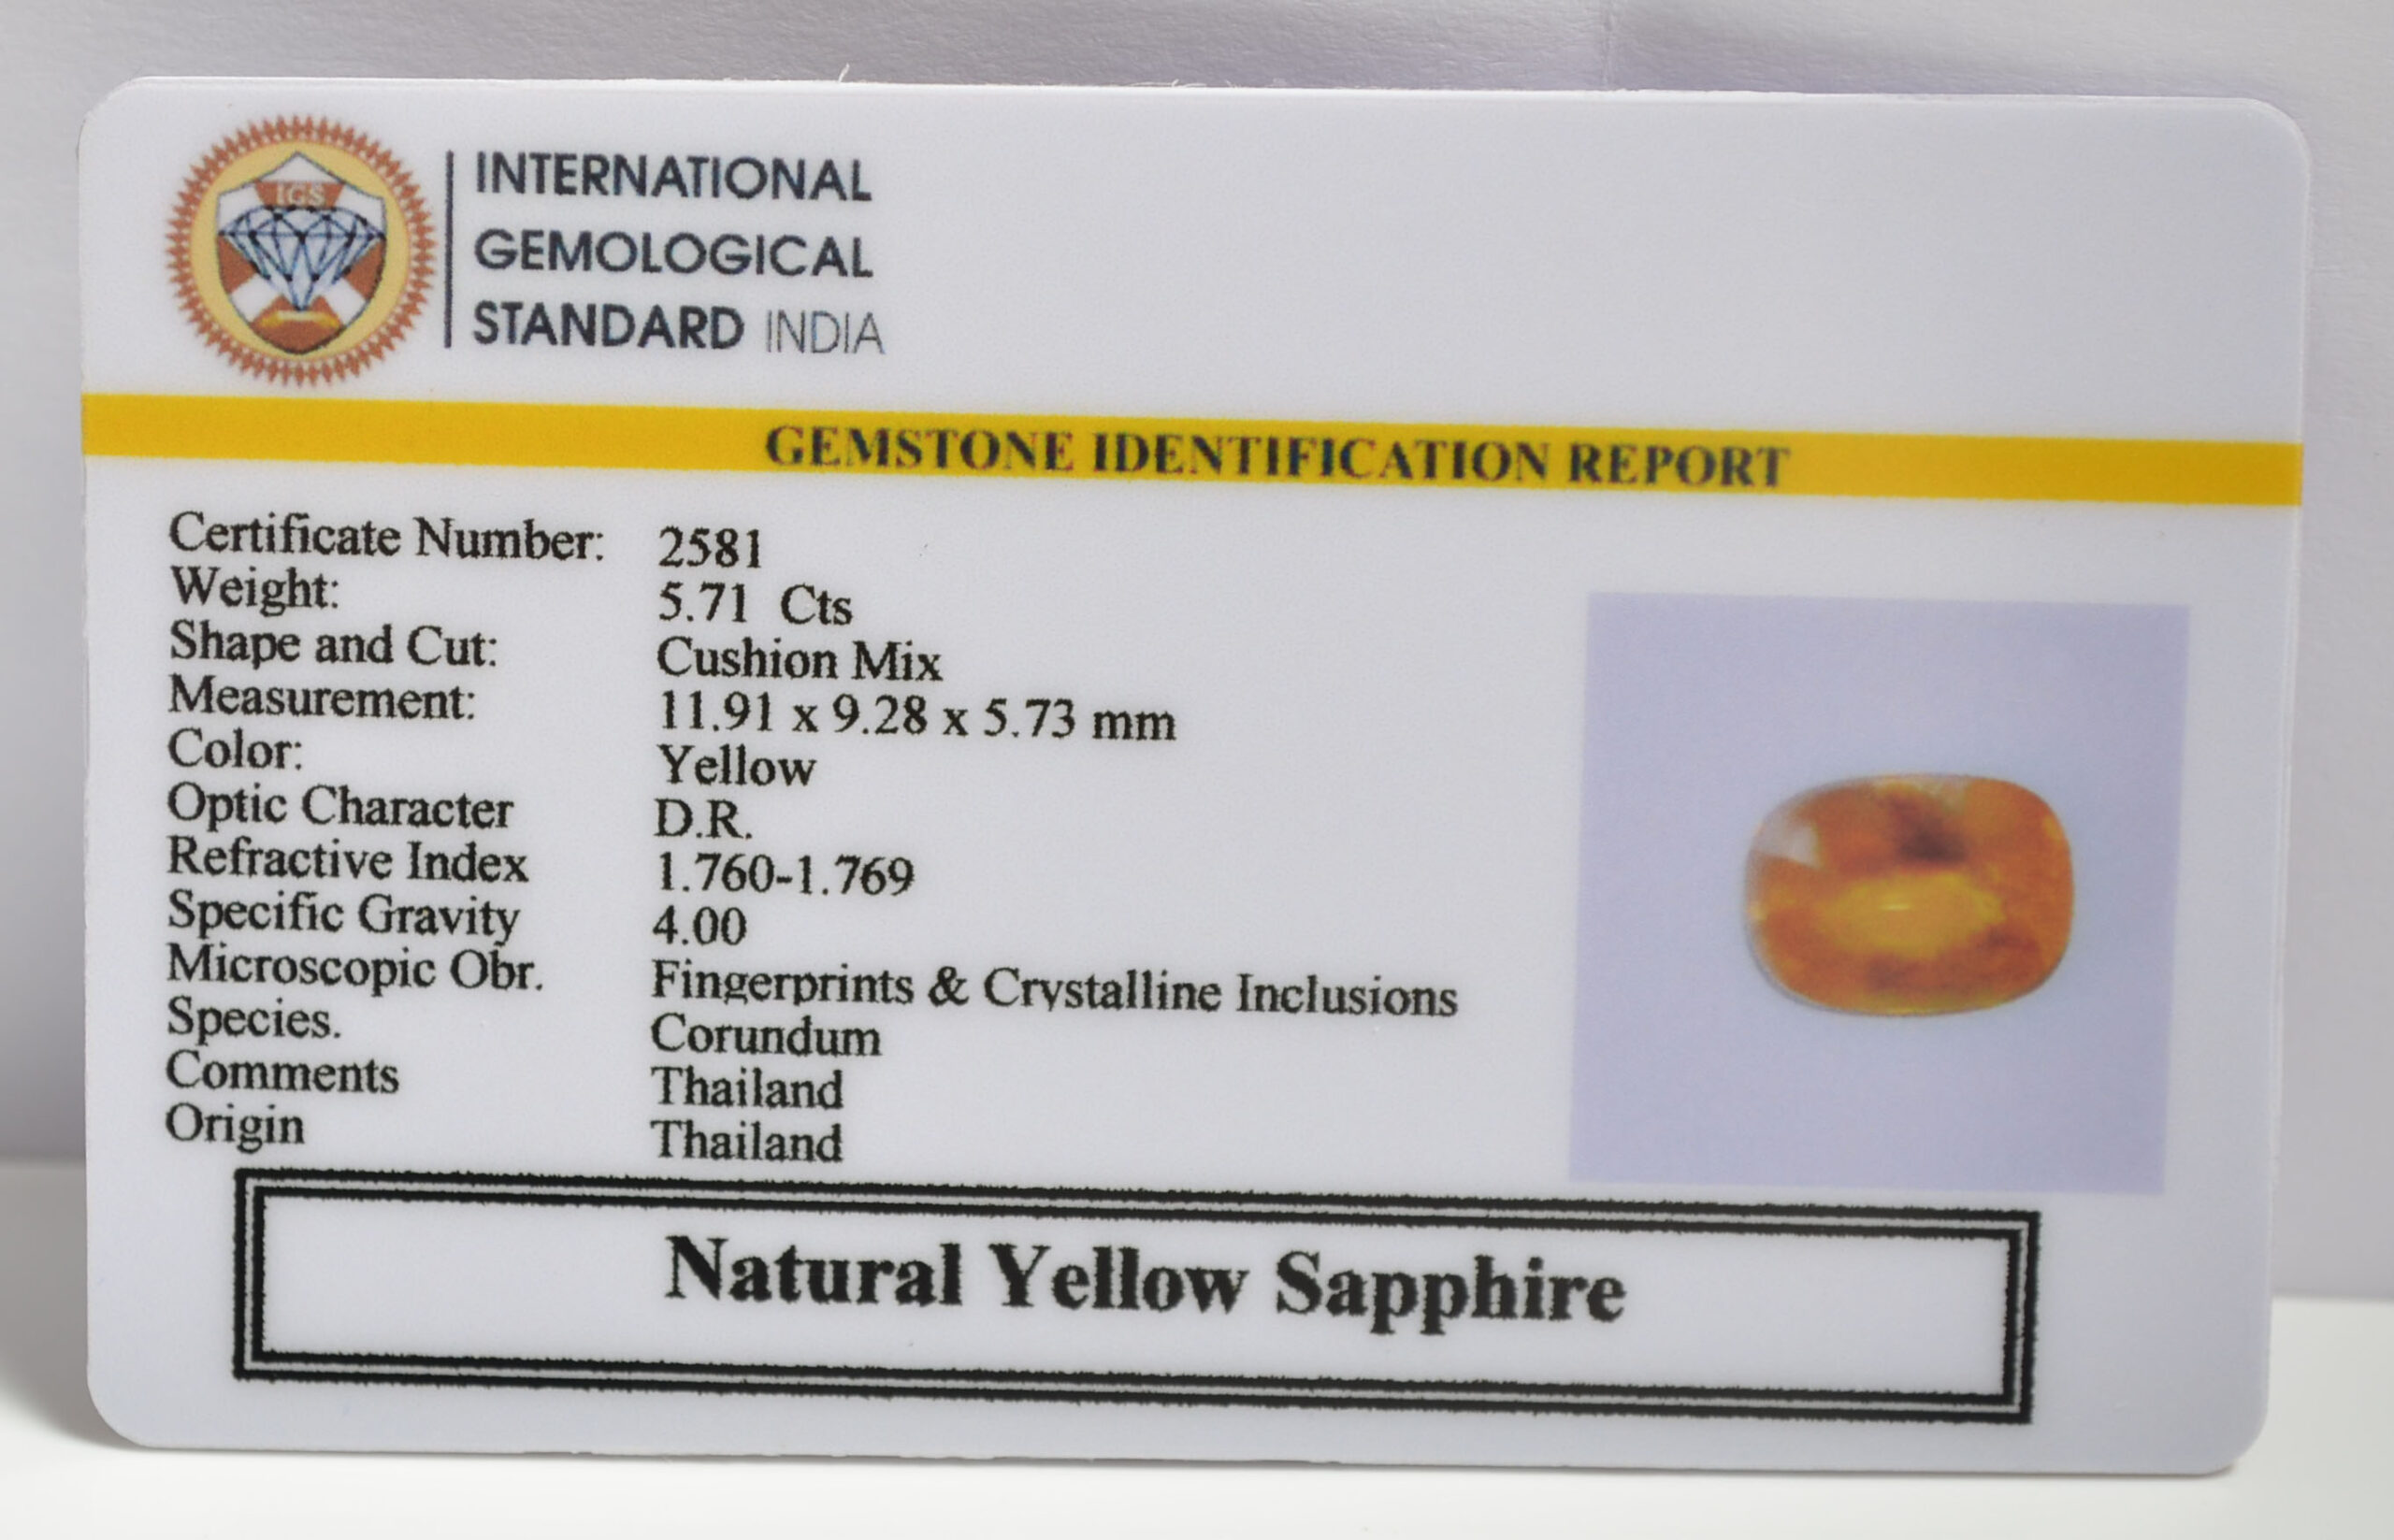 IGS
INTERNATIONAL
GEMOLOGICAL
STANDARD INDIA
GEMSTONE IDENTIFICATION REPORT
Certificate Number: 2581
Weight: 5.71 Cts
Shape and Cut: Cushion Mix
Measurement: 11.91 x 9.28 x 5.73 mm
Color: Yellow
Optic Character D.R.
Refractive Index 1.760-1.769
Specific Gravity 4.00
Microscopic Obr. Fingerprints & Crystalline Inclusions
Species. Corundum
Comments Thailand
Origin Thailand
Natural Yellow Sapphire